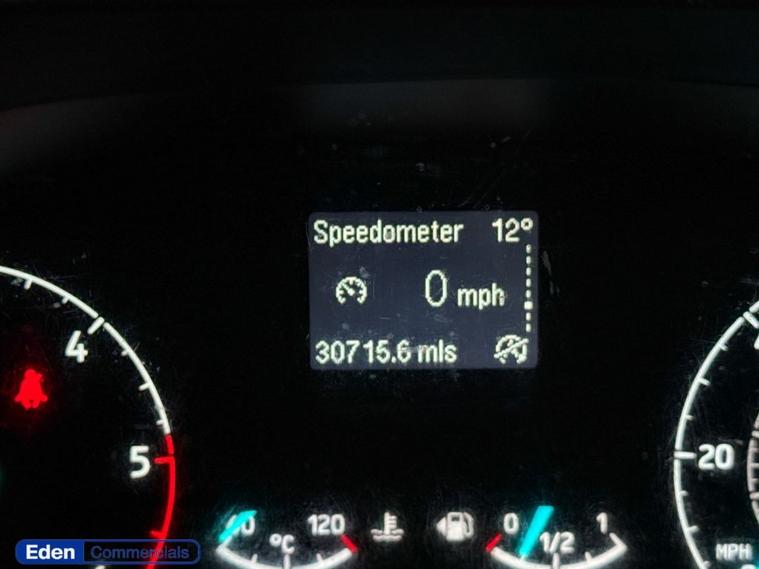 Speedometer 12°
0 mph
30715.6 mls
4
5
20
120
°C
0
1/2
1
MPH
Eden Commercials